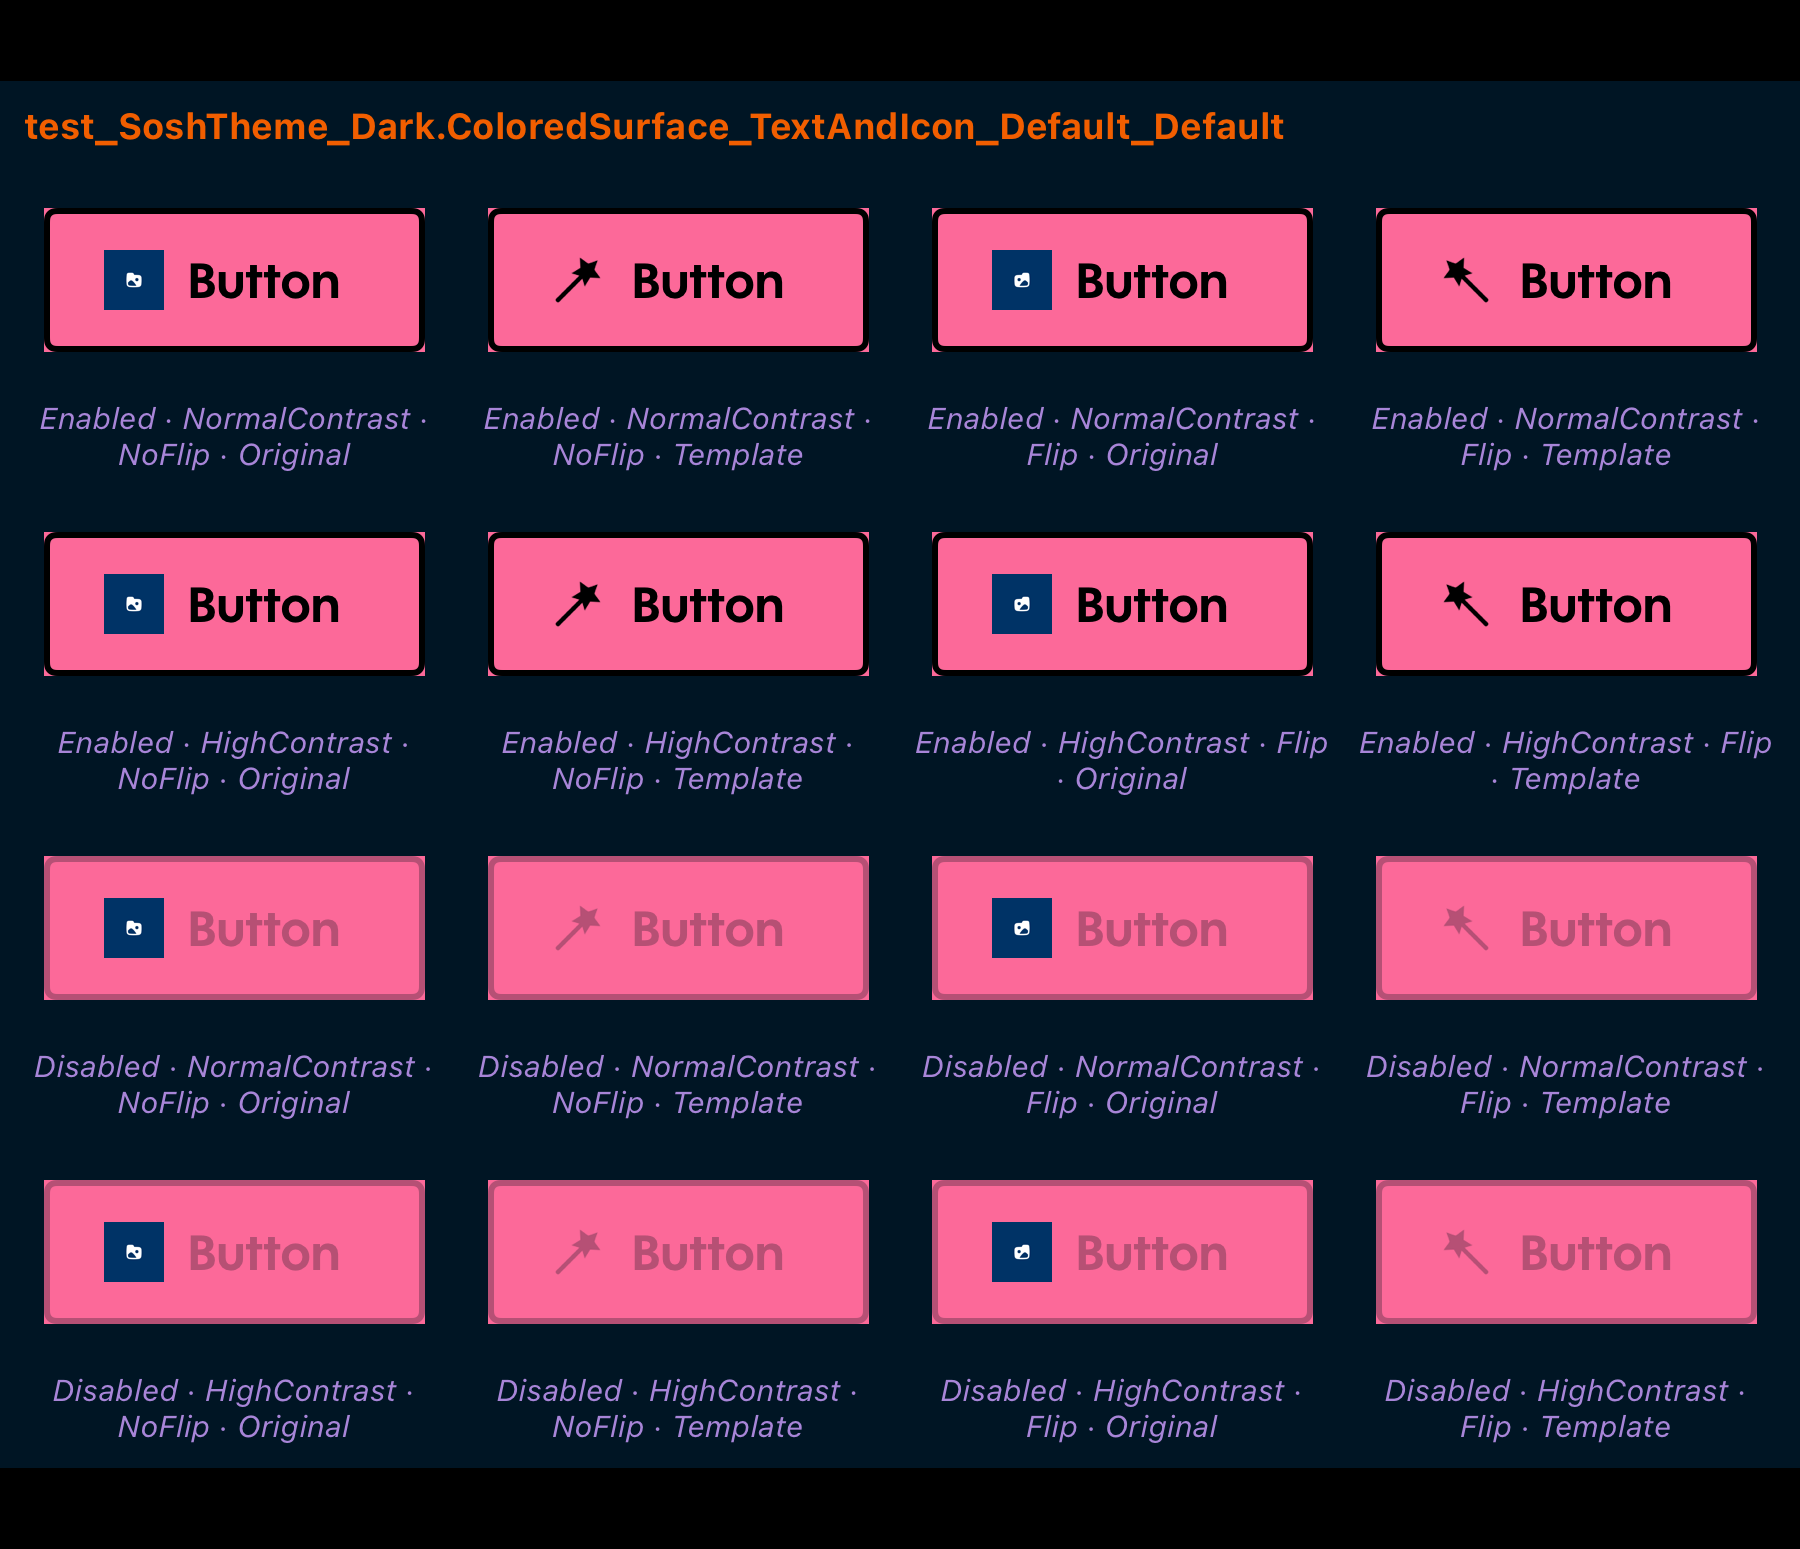 test_SoshTheme_Dark.ColoredSurface_TextAndIcon_Default_Default
Button Button Button Button
Enabled · NormalContrast · Enabled · NormalContrast · Enabled · NormalContrast · Enabled · NormalContrast ·
NoFlip · Original NoFlip · Template Flip · Original Flip · Template
Button Button Button Button
Enabled · HighContrast · Enabled · HighContrast · Enabled · HighContrast · Flip Enabled · HighContrast · Flip
NoFlip · Original NoFlip · Template · Original · Template
Button Button Button Button
Disabled · NormalContrast · Disabled · NormalContrast · Disabled · NormalContrast · Disabled · NormalContrast ·
NoFlip · Original NoFlip · Template Flip · Original Flip · Template
Button Button Button Button
Disabled · HighContrast · Disabled · HighContrast · Disabled · HighContrast · Disabled · HighContrast ·
NoFlip · Original NoFlip · Template Flip · Original Flip · Template